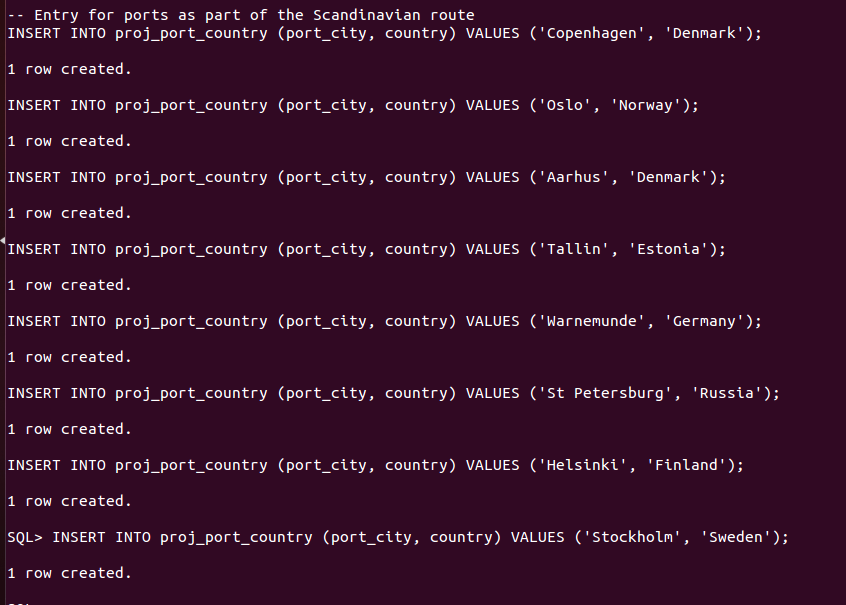 -- Entry for ports as part of the Scandinavian route
INSERT INTO proj_port_country (port_city, country) VALUES ('Copenhagen', 'Denmark');
1 row created.
INSERT INTO proj_port_country (port_city, country) VALUES ('Oslo', 'Norway');
1 row created.
INSERT INTO proj_port_country (port_city, country) VALUES ('Aarhus', 'Denmark');
1 row created.
INSERT INTO proj_port_country (port_city, country) VALUES ('Tallin', 'Estonia');
1 row created.
INSERT INTO proj_port_country (port_city, country) VALUES ('Warnemunde', 'Germany');
1 row created.
INSERT INTO proj_port_country (port_city, country) VALUES ('St Petersburg', 'Russia');
1 row created.
INSERT INTO proj_port_country (port_city, country) VALUES ('Helsinki', 'Finland');
1 row created.
SQL> INSERT INTO proj_port_country (port_city, country) VALUES ('Stockholm', 'Sweden');
1 row created.